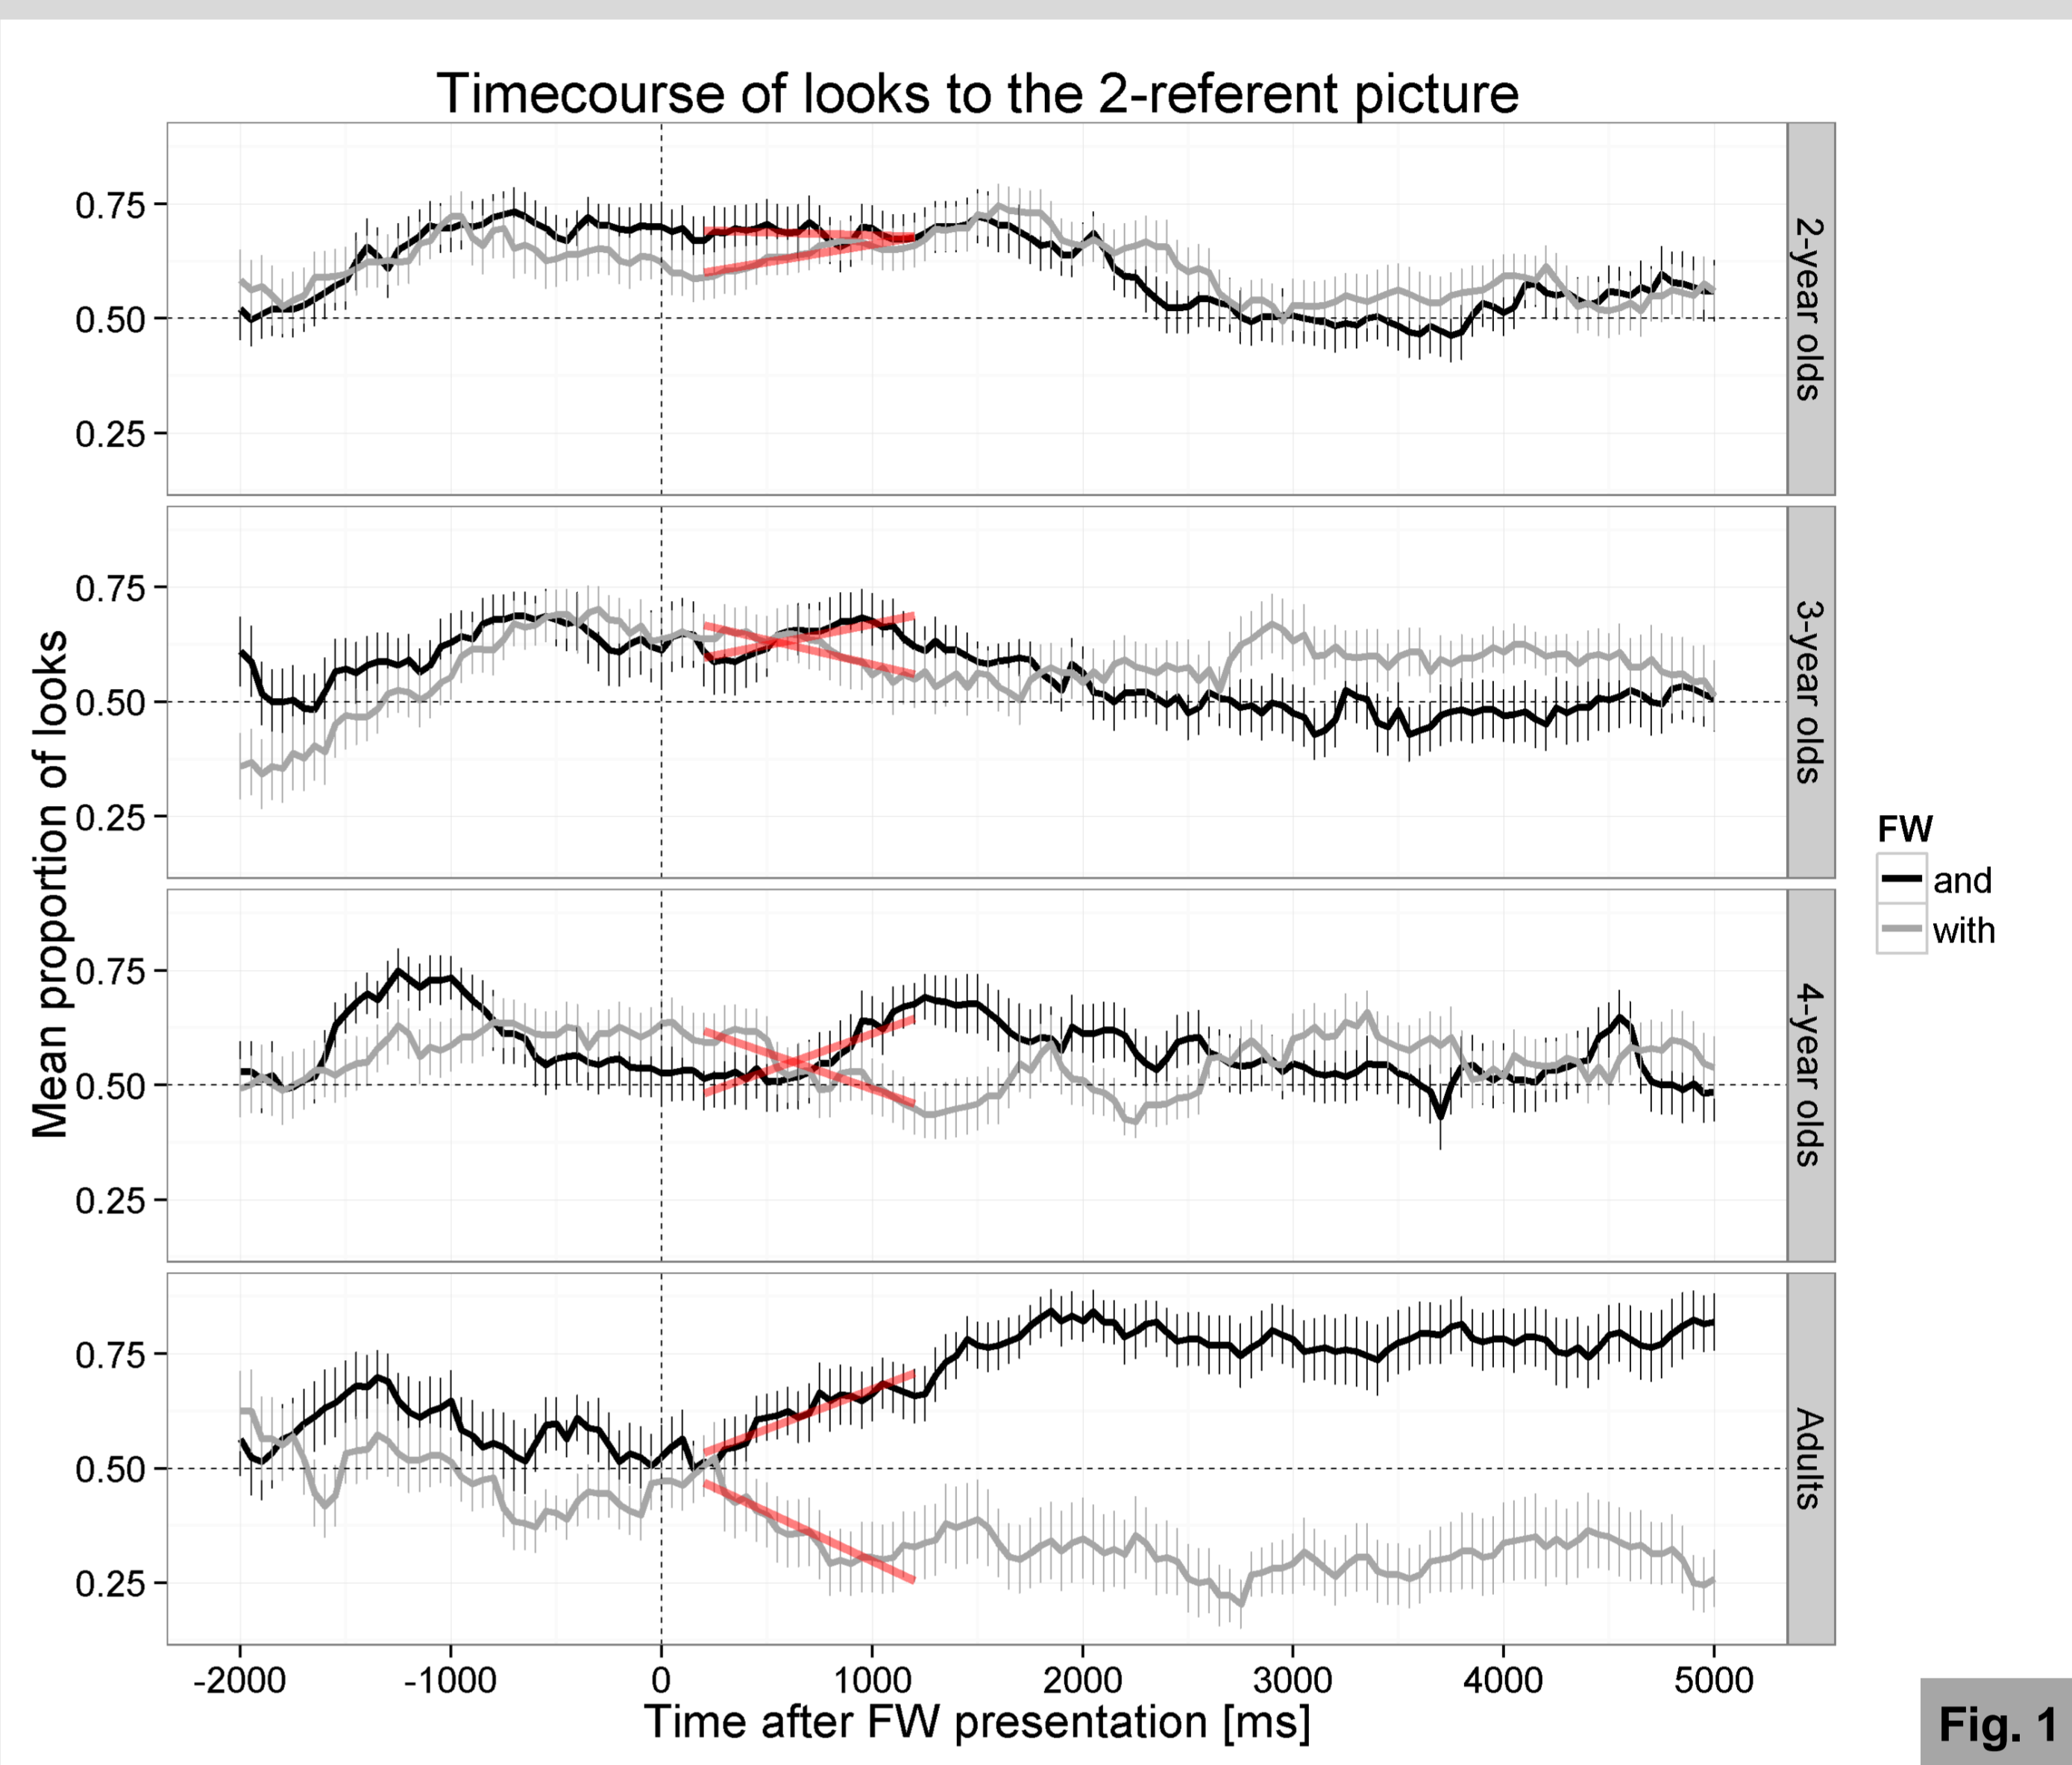 Timecourse of looks to the 2-referent picture
Mean proportion of looks
0.75
0.50
0.25
2-year olds
0.75
0.50
0.25
3-year olds
0.75
0.50
0.25
4-year olds
0.75
0.50
0.25
Adults
-2000 -1000 0 1000 2000 3000 4000 5000
Time after FW presentation [ms]
FW
and
with
Fig. 1